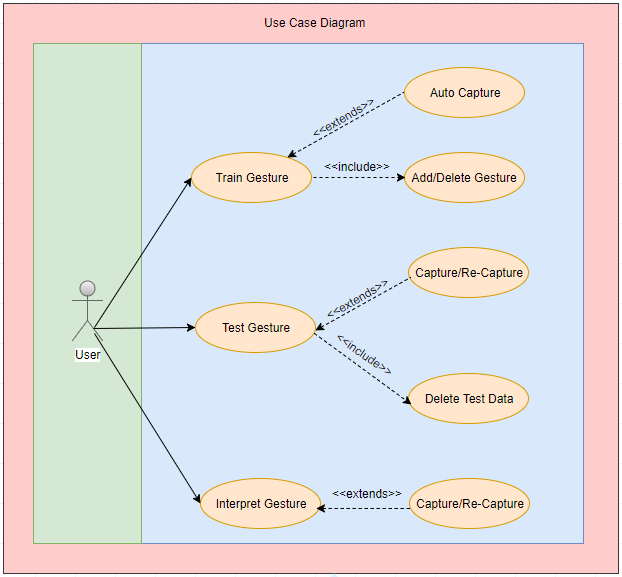 Use Case Diagram
Auto Capture
<<extends>>
Train Gesture
<<include>>
Add/Delete Gesture
Capture/Re-Capture
<<extends>>
Test Gesture
<<include>>
User
Delete Test Data
<<extends>>
Interpret Gesture
Capture/Re-Capture